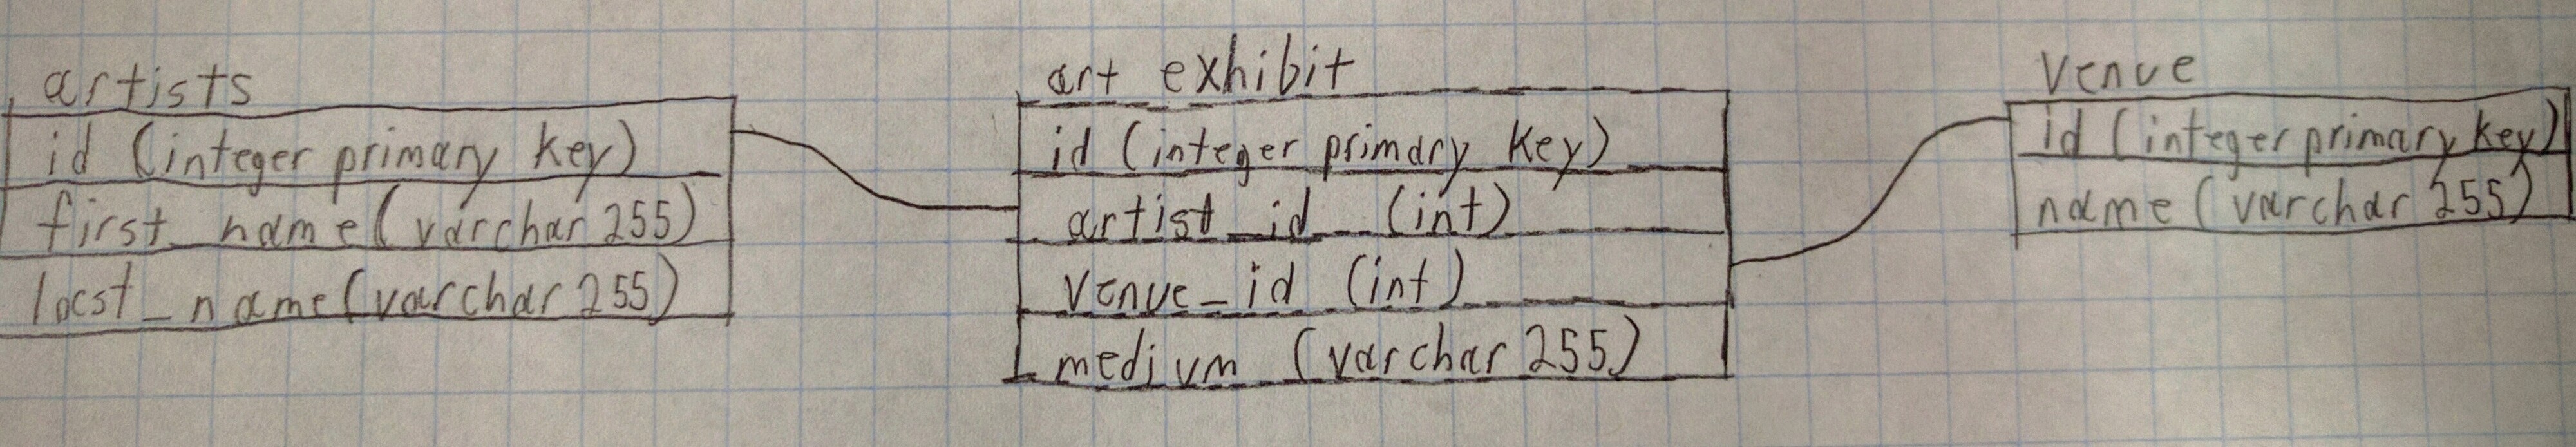 artists
id (integer primary key)
first_name (varchar 255)
last_name (varchar 255)
art exhibit
id (integer primary key)
artist_id (int)
venue_id (int)
medium (varchar 255)
venue
id (integer primary key)
name (varchar 255)